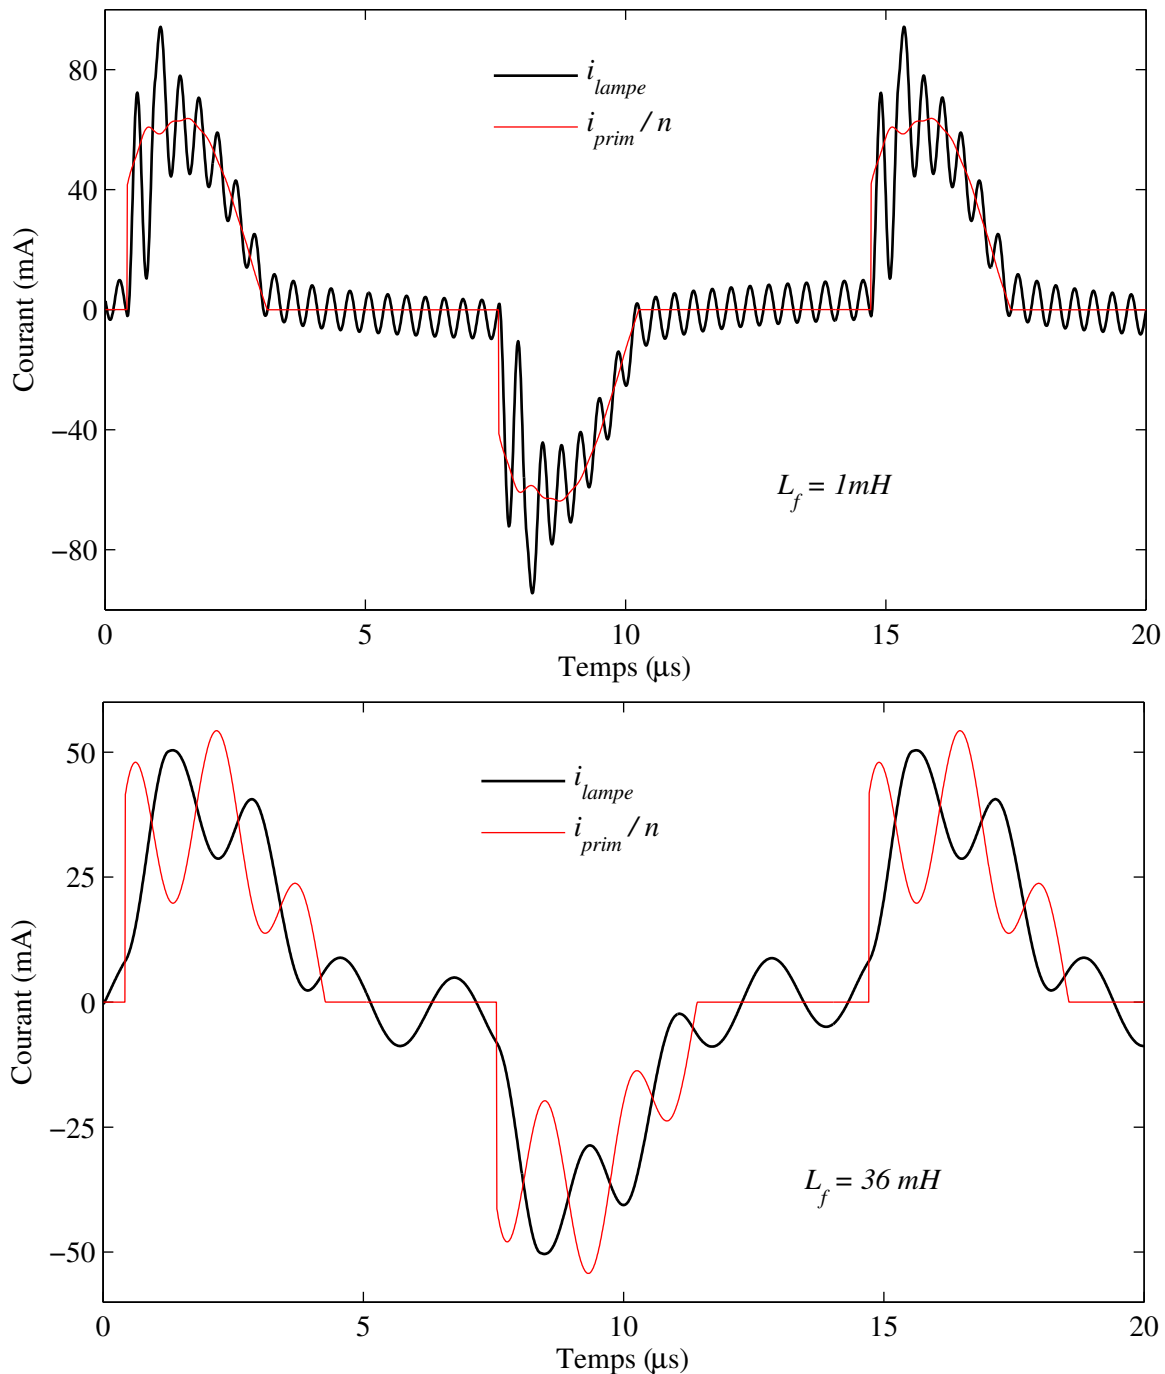 80
40
0
−40
−80
Courant (mA)
i_lampe
i_prim / n
L_f = 1mH
0 5 10 15 20
Temps (μs)
50
25
0
−25
−50
Courant (mA)
i_lampe
i_prim / n
L_f = 36 mH
0 5 10 15 20
Temps (μs)